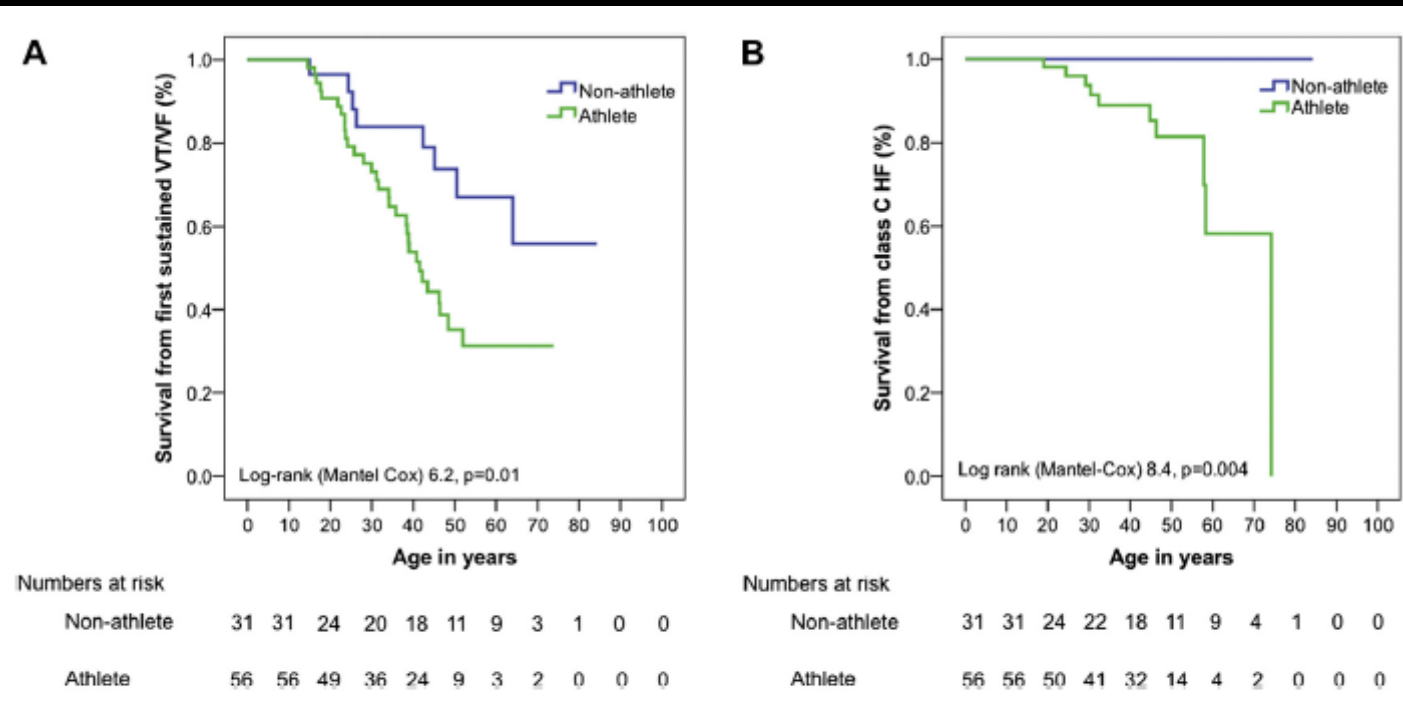 A
Survival from first sustained VT/VF (%)
1.0
0.8
0.6
0.4
0.2
0.0
Non-athlete
Athlete
Log-rank (Mantel Cox) 6.2, p=0.01
0 10 20 30 40 50 60 70 80 90 100
Age in years
Numbers at risk
Non-athlete 31 31 24 20 18 11 9 3 1 0 0
Athlete 56 56 49 36 24 9 3 2 0 0 0
B
Survival from class C HF (%)
1.0
0.8
0.6
0.4
0.2
0.0
Non-athlete
Athlete
Log rank (Mantel-Cox) 8.4, p=0.004
0 10 20 30 40 50 60 70 80 90 100
Age in years
Numbers at risk
Non-athlete 31 31 24 22 18 11 9 4 1 0 0
Athlete 56 56 50 41 32 14 4 2 0 0 0